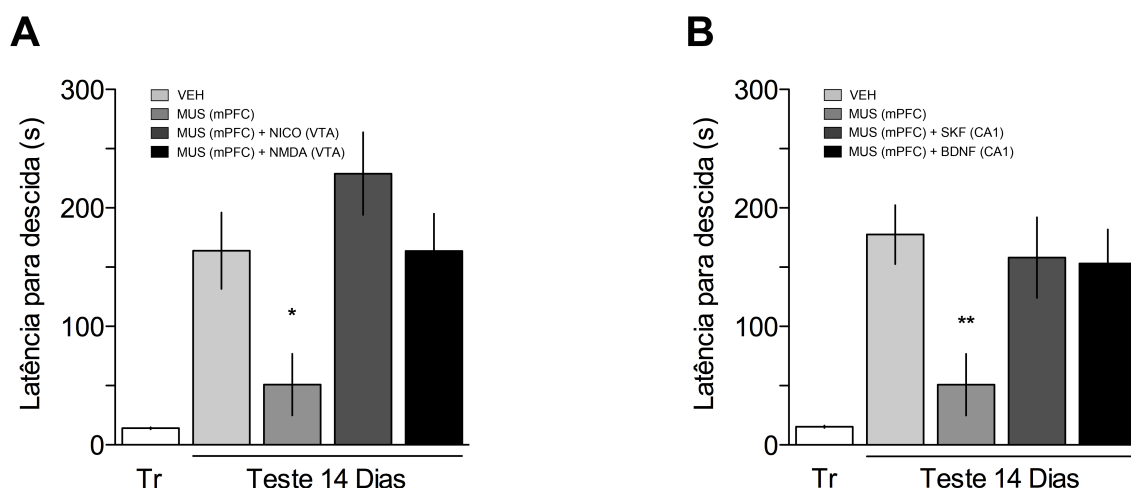 A
Latência para descida (s)
300
200
100
0
VEH
MUS (mPFC)
MUS (mPFC) + NICO (VTA)
MUS (mPFC) + NMDA (VTA)
*
Tr
Teste 14 Dias
B
Latência para descida (s)
300
200
100
0
VEH
MUS (mPFC)
MUS (mPFC) + SKF (CA1)
MUS (mPFC) + BDNF (CA1)
**
Tr
Teste 14 Dias